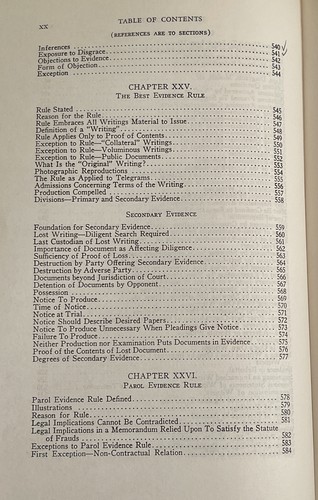 xx TABLE OF CONTENTS
(REFERENCES ARE TO SECTIONS)
Inferences 540
Exposure to Disgrace 541
Objections to Evidence 542
Form of Objection 543
Exception 544
CHAPTER XXV.
THE BEST EVIDENCE RULE
Rule Stated 545
Reason for the Rule 546
Rule Embraces All Writings Material to Issue 547
Definition of a "Writing" 548
Rule Applies Only to Proof of Contents 549
Exception to Rule—"Collateral" Writings 550
Exception to Rule—Voluminous Writings 551
Exception to Rule—Public Documents 552
What Is the "Original" Writing? 553
Photographic Reproductions 554
The Rule as Applied to Telegrams 555
Admissions Concerning Terms of the Writing 556
Production Compelled 557
Divisions—Primary and Secondary Evidence 558
SECONDARY EVIDENCE
Foundation for Secondary Evidence 559
Lost Writing—Diligent Search Required 560
Last Custodian of Lost Writing 561
Importance of Document as Affecting Diligence 562
Sufficiency of Proof of Loss 563
Destruction by Party Offering Secondary Evidence 564
Destruction by Adverse Party 565
Documents beyond Jurisdiction of Court 566
Detention of Documents by Opponent 567
Possession 568
Notice To Produce 569
Time of Notice 570
Notice at Trial 571
Notice Should Describe Desired Papers 572
Notice To Produce Unnecessary When Pleadings Give Notice 573
Failure To Produce 574
Neither Production nor Examination Puts Documents in Evidence 575
Proof of the Contents of Lost Document 576
Degrees of Secondary Evidence 577
CHAPTER XXVI.
PAROL EVIDENCE RULE
Parol Evidence Rule Defined 578
Illustrations 579
Reason for Rule 580
Legal Implications Cannot Be Contradicted 581
Legal Implications in a Memorandum Relied Upon To Satisfy the Statute
of Frauds 582
Exceptions to Parol Evidence Rule 583
First Exception—Non-Contractual Relation 584